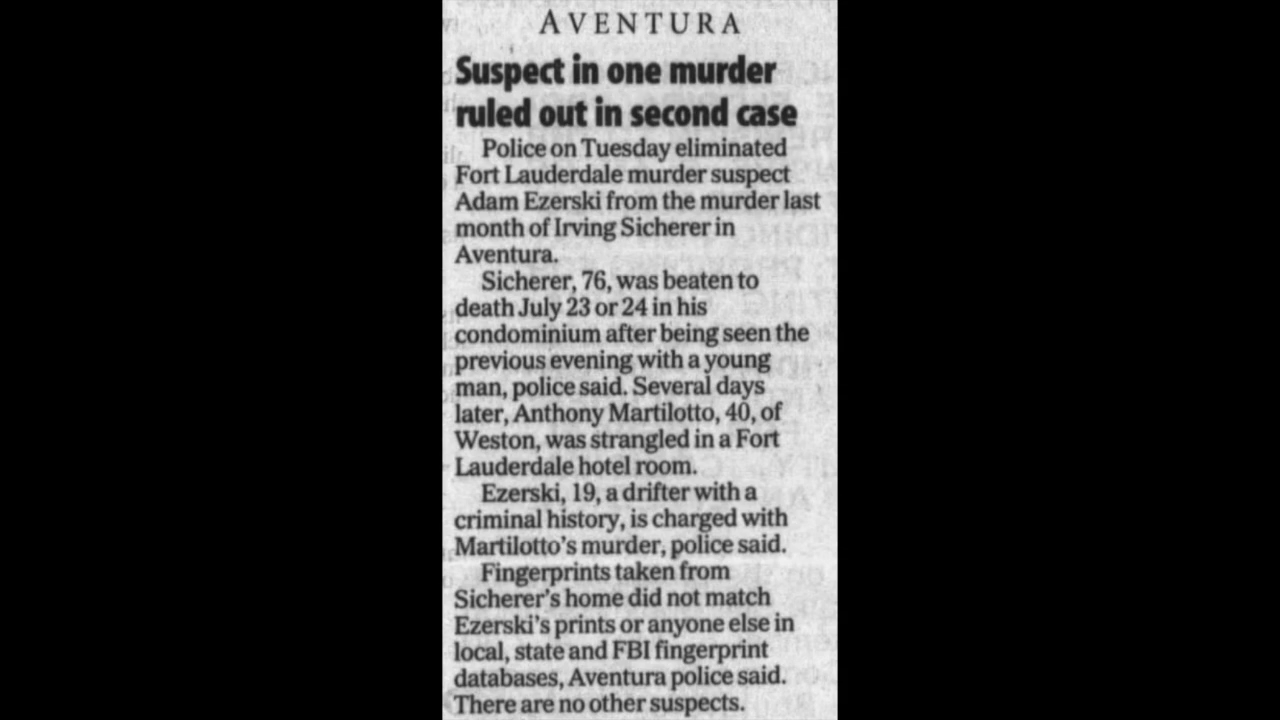 AVENTURA
Suspect in one murder
ruled out in second case
Police on Tuesday eliminated
Fort Lauderdale murder suspect
Adam Ezerski from the murder last
month of Irving Sicherer in
Aventura.
Sicherer, 76, was beaten to
death July 23 or 24 in his
condominium after being seen the
previous evening with a young
man, police said. Several days
later, Anthony Martilotto, 40, of
Weston, was strangled in a Fort
Lauderdale hotel room.
Ezerski, 19, a drifter with a
criminal history, is charged with
Martilotto's murder, police said.
Fingerprints taken from
Sicherer's home did not match
Ezerski's prints or anyone else in
local, state and FBI fingerprint
databases, Aventura police said.
There are no other suspects.